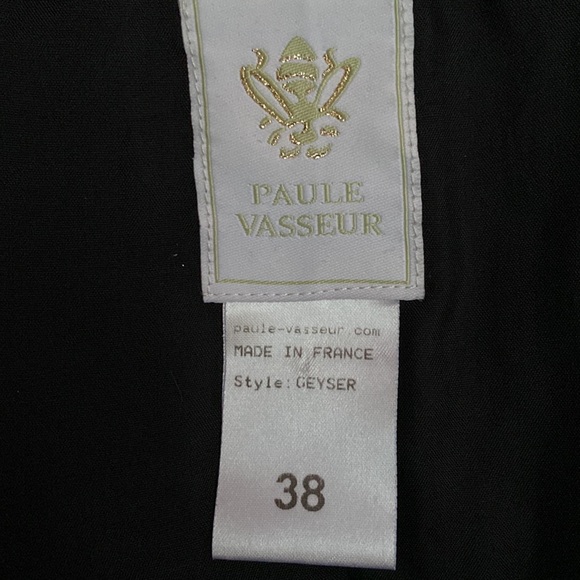 PAULE
VASSEUR
paule-vasseur.com
MADE IN FRANCE
Style: GEYSER
38